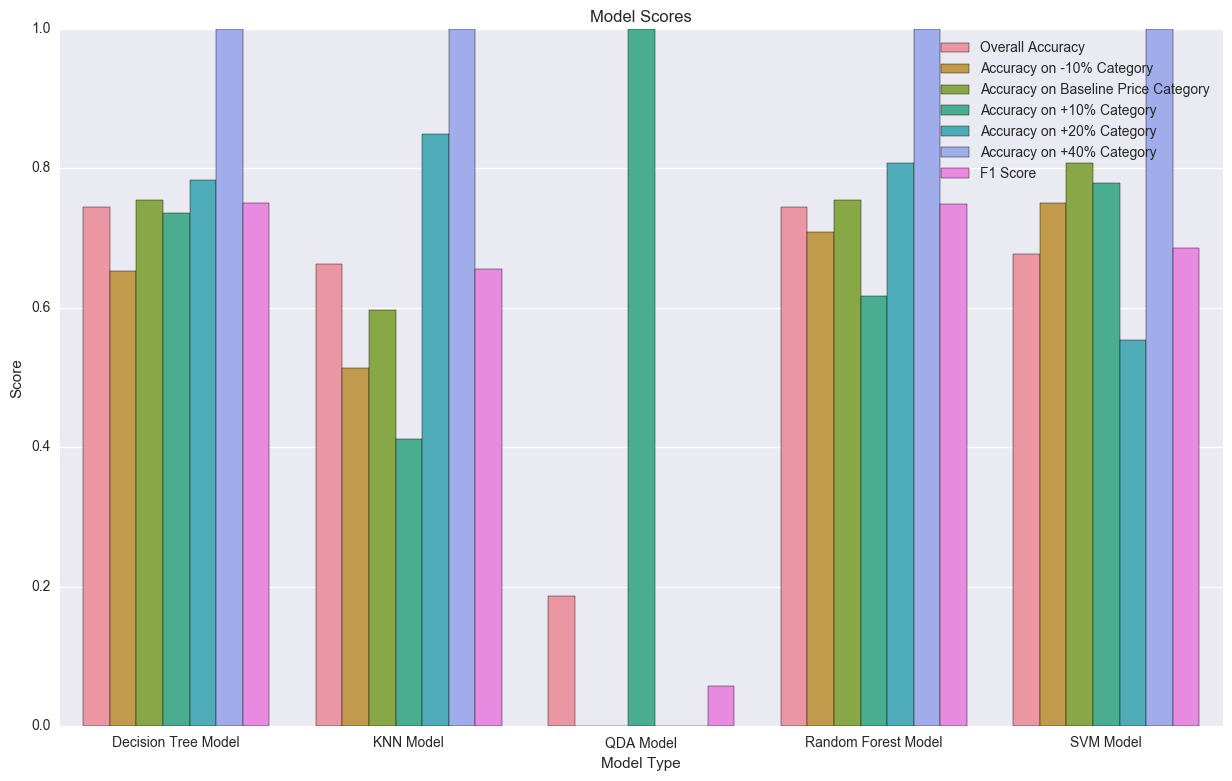 Model Scores
1.0
0.8
0.6
0.4
0.2
0.0
Score
Overall Accuracy
Accuracy on -10% Category
Accuracy on Baseline Price Category
Accuracy on +10% Category
Accuracy on +20% Category
Accuracy on +40% Category
F1 Score
Decision Tree Model
KNN Model
QDA Model
Random Forest Model
SVM Model
Model Type